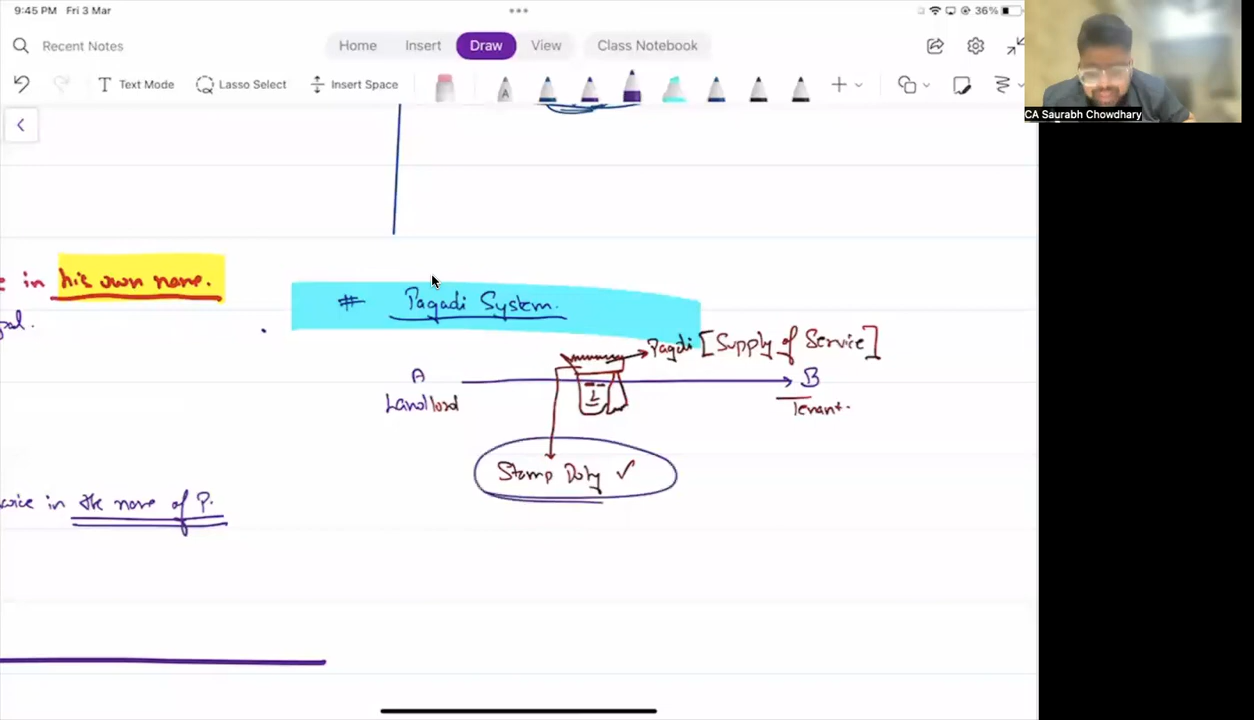 9:45 PM Fri 3 Mar
36%
Recent Notes
Home Insert Draw View Class Notebook
Text Mode Lasso Select Insert Space
A
CA Saurabh Chowdhary
in his own name.
# Pagadi System.
pal.
Pagdi [Supply of Service]
A B
Landlord Tenant.
Stamp Duty ✓
in the name of P.